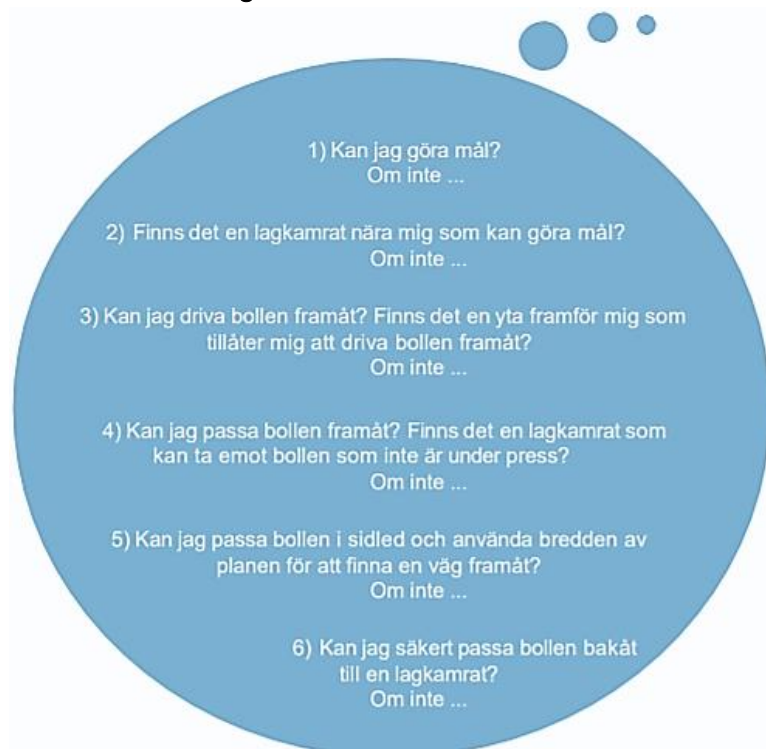 1) Kan jag göra mål?
Om inte ...
2) Finns det en lagkamrat nära mig som kan göra mål?
Om inte ...
3) Kan jag driva bollen framåt? Finns det en yta framför mig som
tillåter mig att driva bollen framåt?
Om inte ...
4) Kan jag passa bollen framåt? Finns det en lagkamrat som
kan ta emot bollen som inte är under press?
Om inte ...
5) Kan jag passa bollen i sidled och använda bredden av
planen för att finna en väg framåt?
Om inte ...
6) Kan jag säkert passa bollen bakåt
till en lagkamrat?
Om inte ...